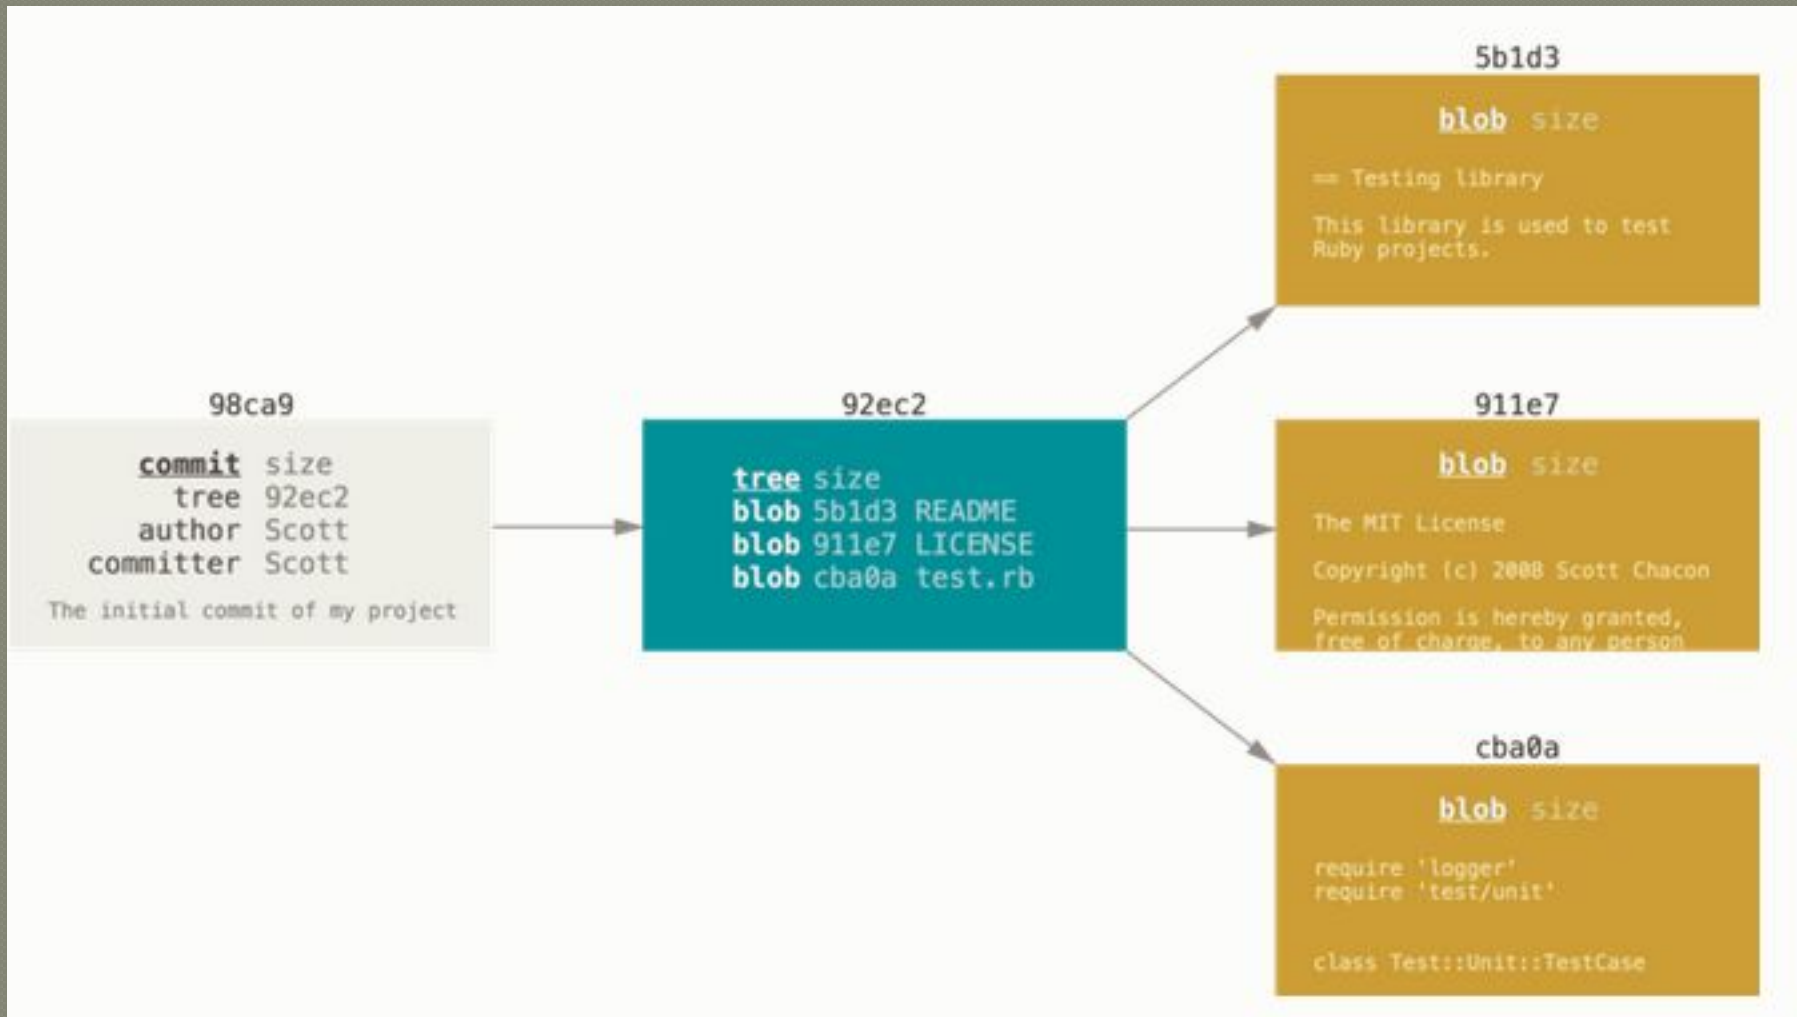 98ca9
commit size
tree 92ec2
author Scott
committer Scott
The initial commit of my project
92ec2
tree size
blob 5b1d3 README
blob 911e7 LICENSE
blob cba0a test.rb
5b1d3
blob size
== Testing library
This library is used to test
Ruby projects.
911e7
blob size
The MIT License
Copyright (c) 2008 Scott Chacon
Permission is hereby granted,
free of charge, to any person
cba0a
blob size
require 'logger'
require 'test/unit'
class Test::Unit::TestCase